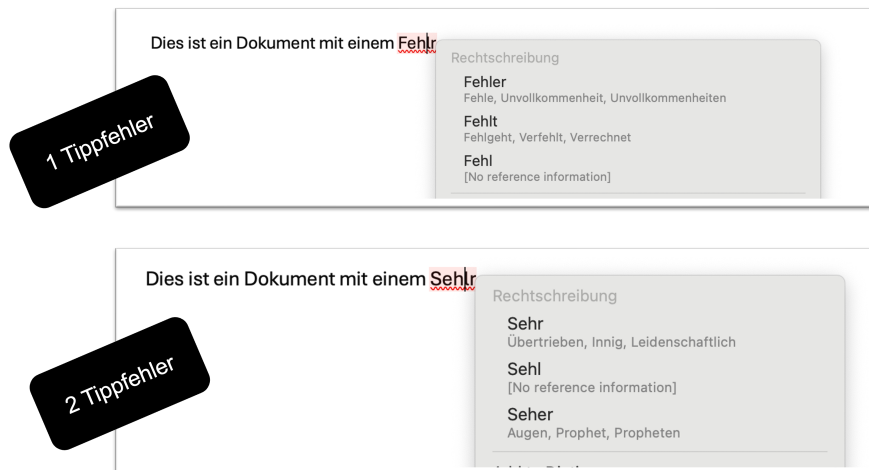 Dies ist ein Dokument mit einem Fehlr
Rechtschreibung
Fehler
Fehle, Unvollkommenheit, Unvollkommenheiten
Fehlt
Fehlgeht, Verfehlt, Verrechnet
Fehl
[No reference information]
1 Tippfehler
Dies ist ein Dokument mit einem Sehlr
Rechtschreibung
Sehr
Übertrieben, Innig, Leidenschaftlich
Sehl
[No reference information]
Seher
Augen, Prophet, Propheten
2 Tippfehler